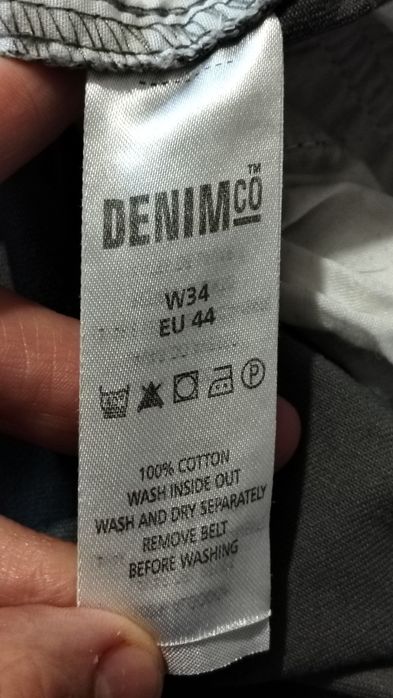 DENIMCO™
W34
EU 44
P
100% COTTON
WASH INSIDE OUT
WASH AND DRY SEPARATELY
REMOVE BELT
BEFORE WASHING